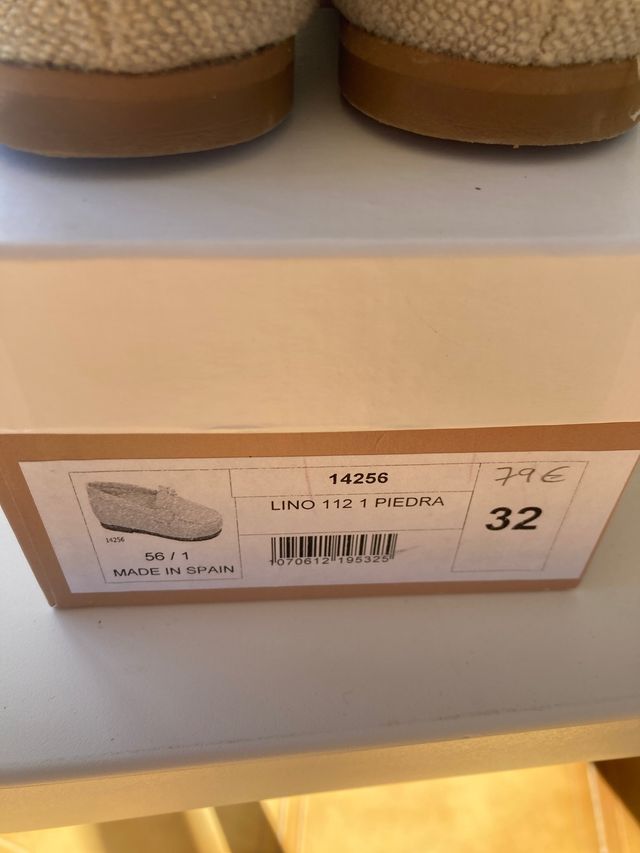 14256
LINO 112 1 PIEDRA
79€
32
14256
56 / 1
MADE IN SPAIN
1070612 195325